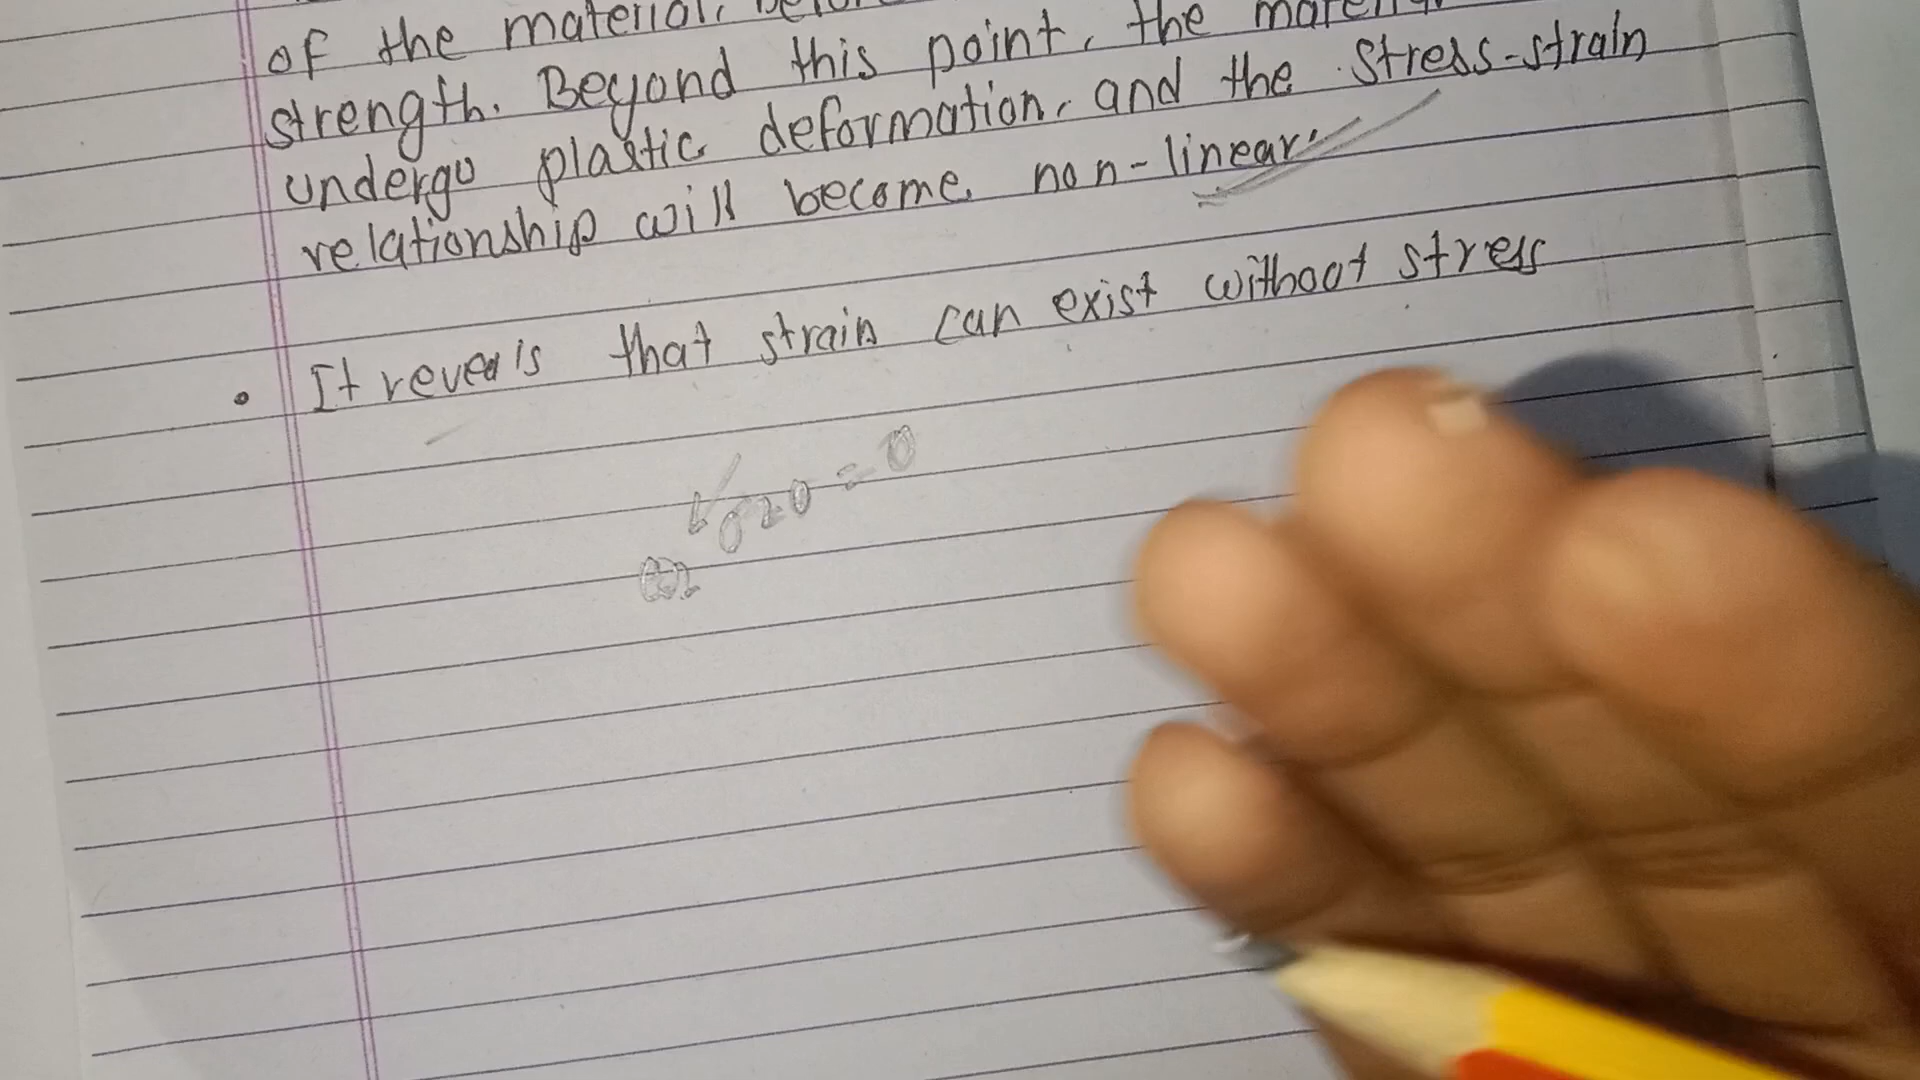 of the material,
strength. Beyond this point, the
undergo plastic deformation, and the stress-strain
relationship will become non-linear.
• It reveals that strain can exist without stress